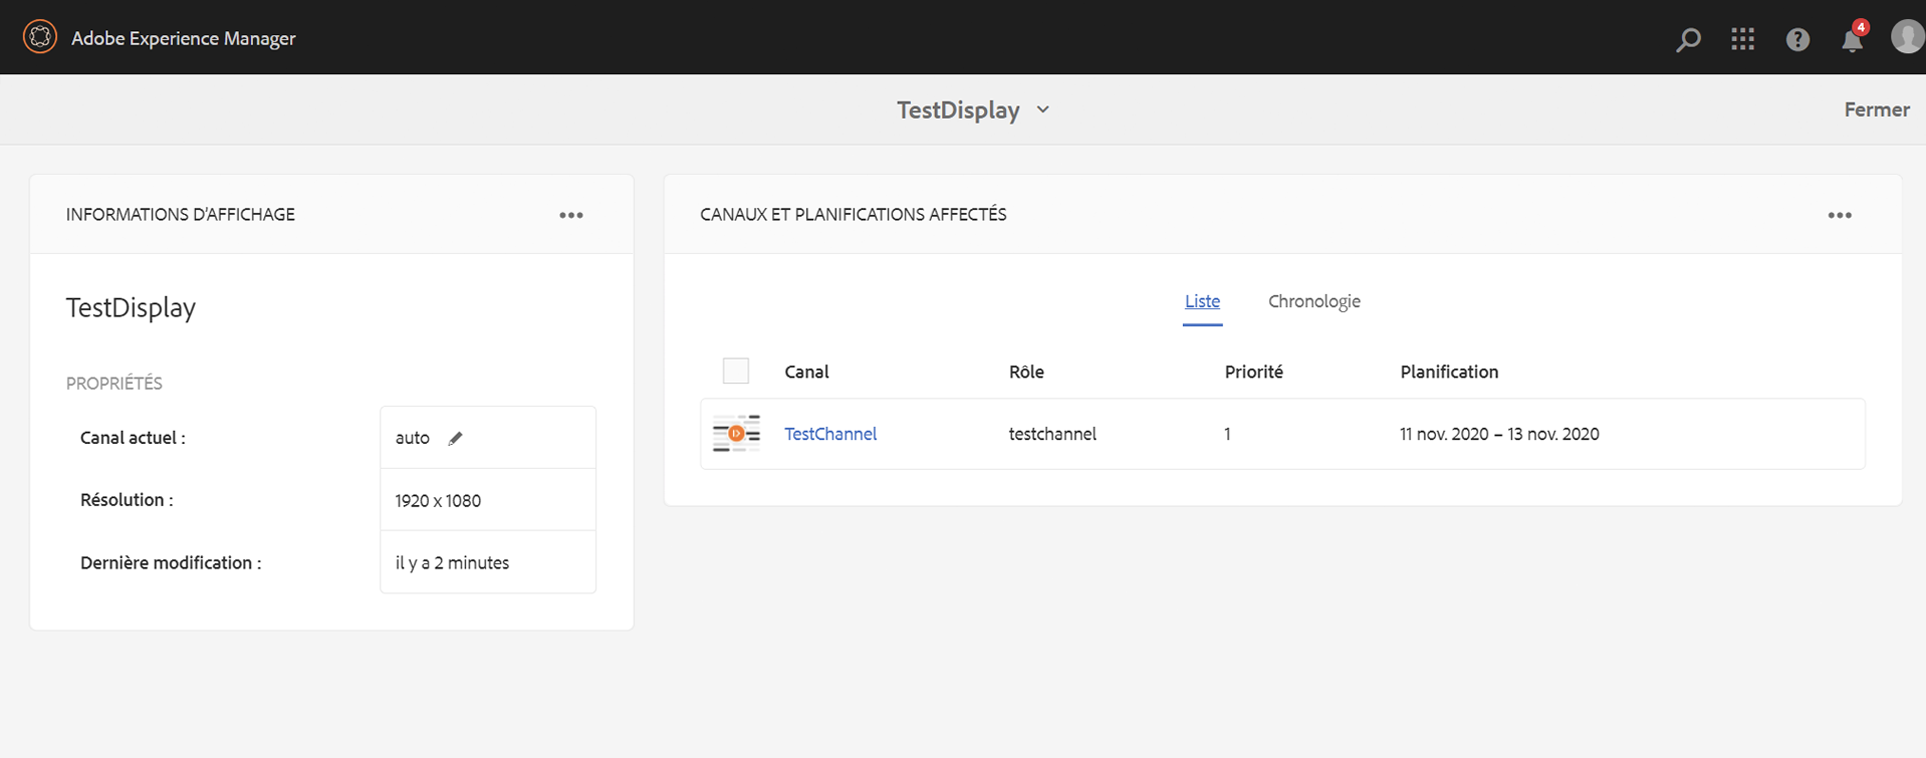 Adobe Experience Manager
4
TestDisplay
Fermer
INFORMATIONS D'AFFICHAGE
TestDisplay
PROPRIÉTÉS
Canal actuel : auto
Résolution : 1920 x 1080
Dernière modification : il y a 2 minutes
CANAUX ET PLANIFICATIONS AFFECTÉS
Liste Chronologie
Canal Rôle Priorité Planification
TestChannel testchannel 1 11 nov. 2020 – 13 nov. 2020